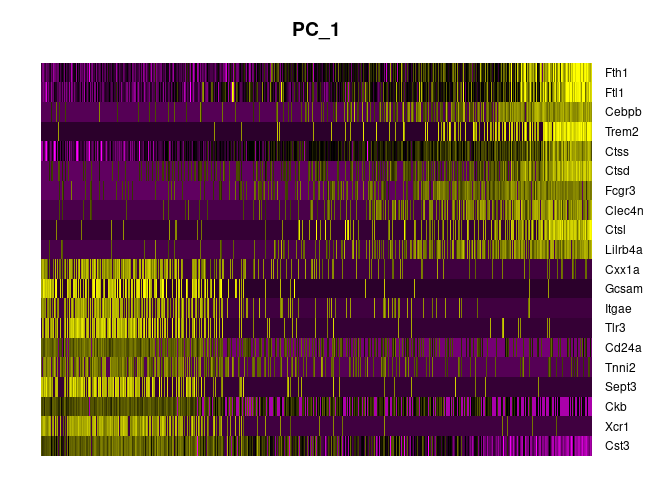 PC_1
Fth1
Ftl1
Cebpb
Trem2
Ctss
Ctsd
Fcgr3
Clec4n
Ctsl
Lilrb4a
Cxx1a
Gcsam
Itgae
Tlr3
Cd24a
Tnni2
Sept3
Ckb
Xcr1
Cst3